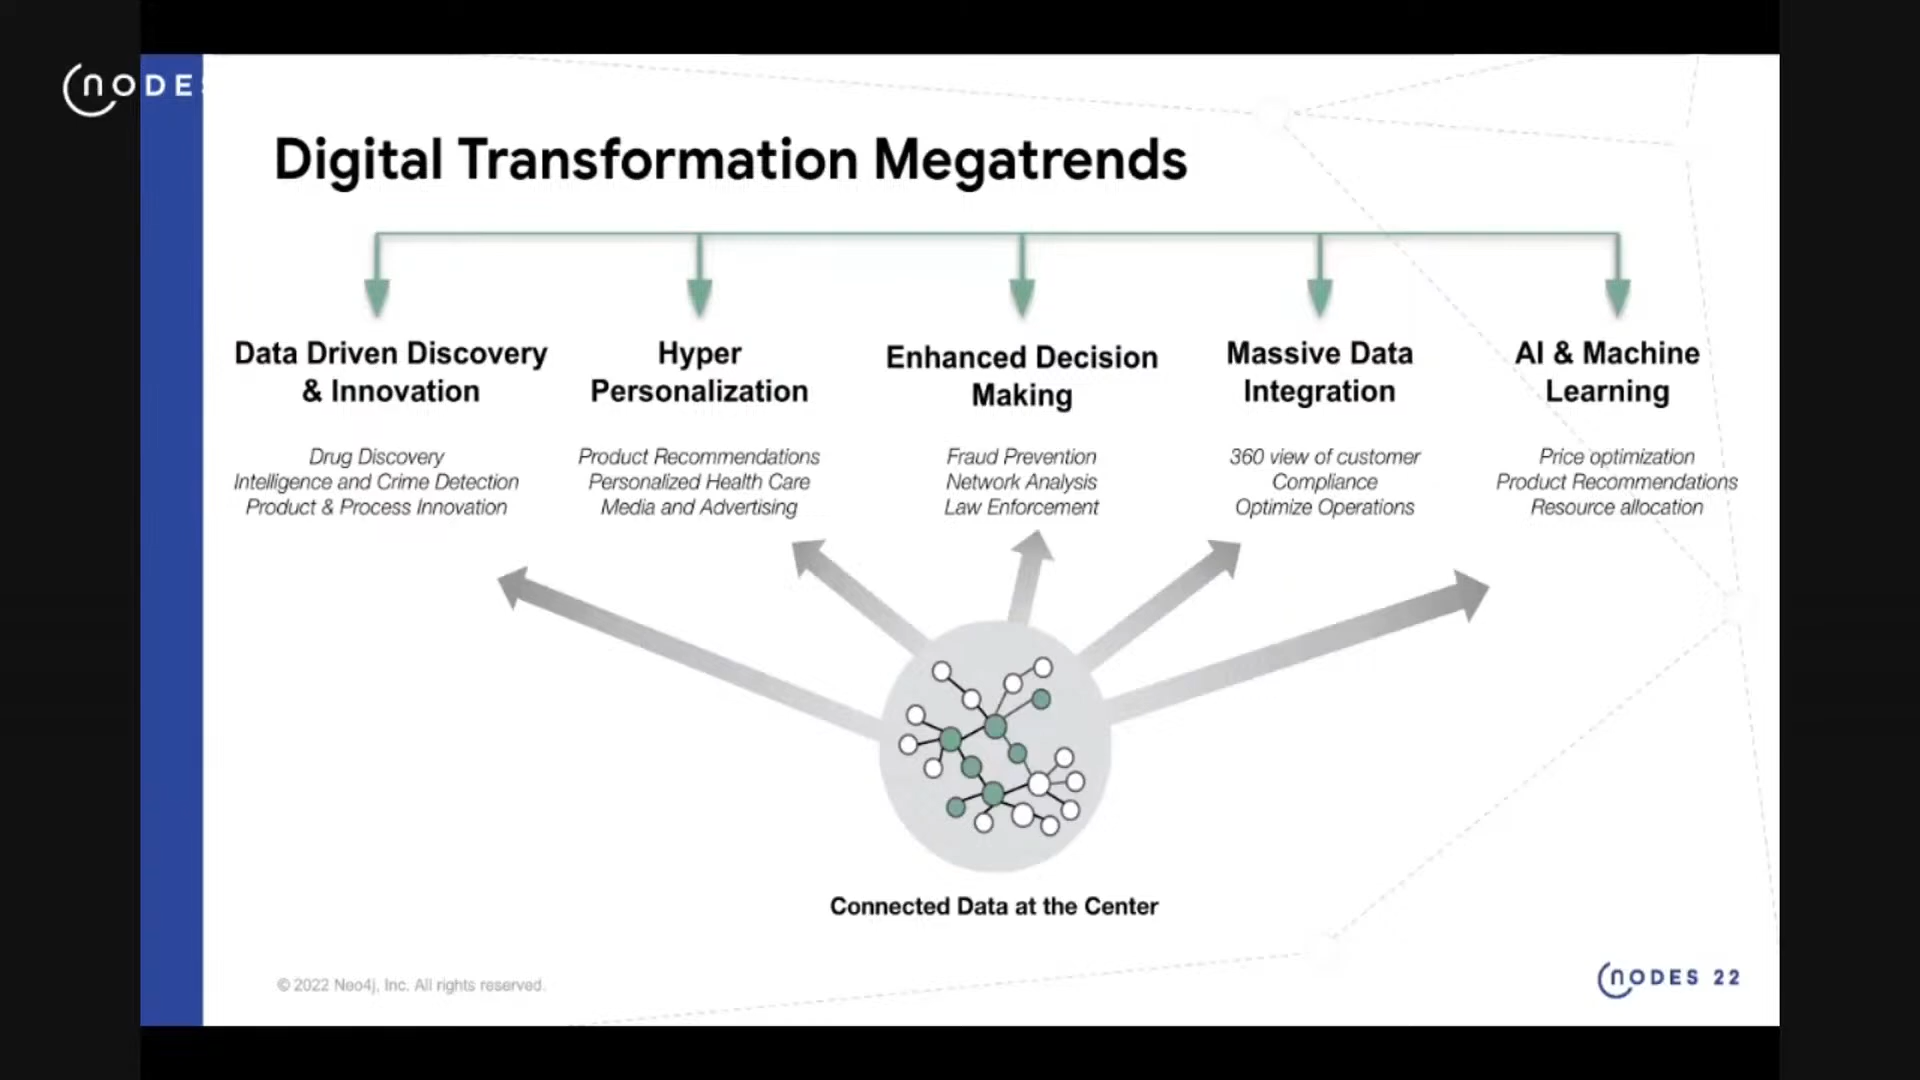 NODES
Digital Transformation Megatrends
Data Driven Discovery
& Innovation
Drug Discovery
Intelligence and Crime Detection
Product & Process Innovation
Hyper
Personalization
Product Recommendations
Personalized Health Care
Media and Advertising
Enhanced Decision
Making
Fraud Prevention
Network Analysis
Law Enforcement
Massive Data
Integration
360 view of customer
Compliance
Optimize Operations
AI & Machine
Learning
Price optimization
Product Recommendations
Resource allocation
Connected Data at the Center
© 2022 Neo4j, Inc. All rights reserved.
NODES 22